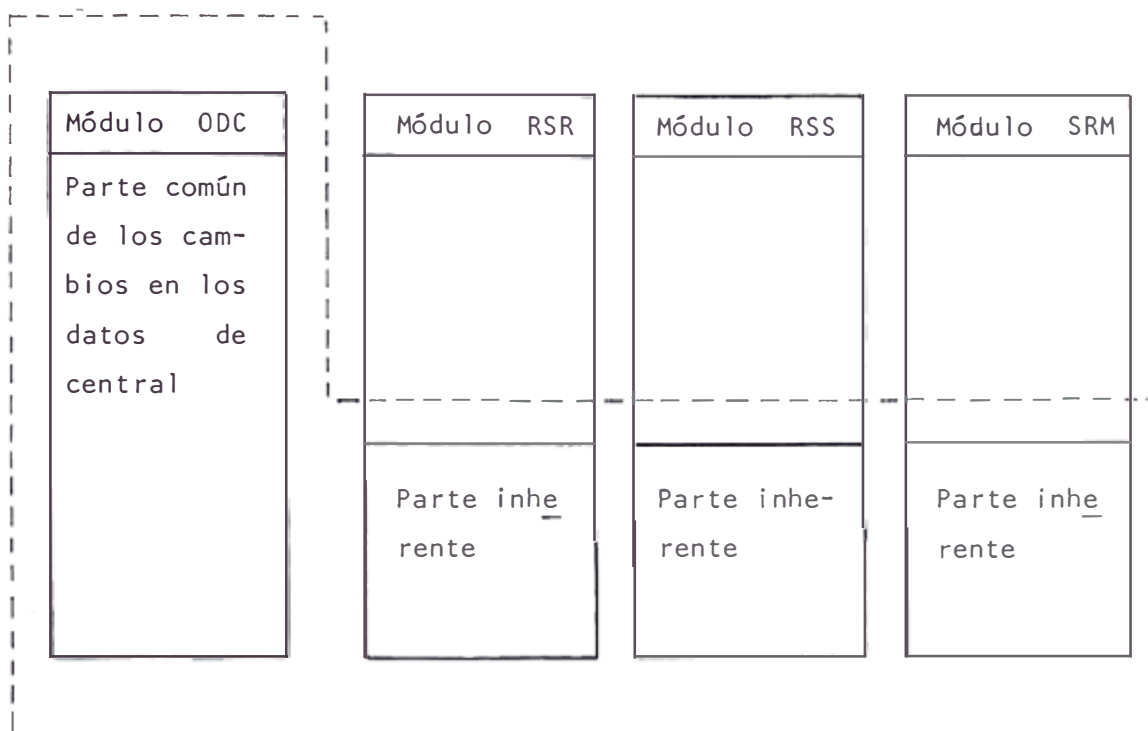 Módulo ODC
Parte común
de los cam-
bios en los
datos de
central
Módulo RSR
Parte inhe
rente
Módulo RSS
Parte inhe-
rente
Módulo SRM
Parte inhe
rente